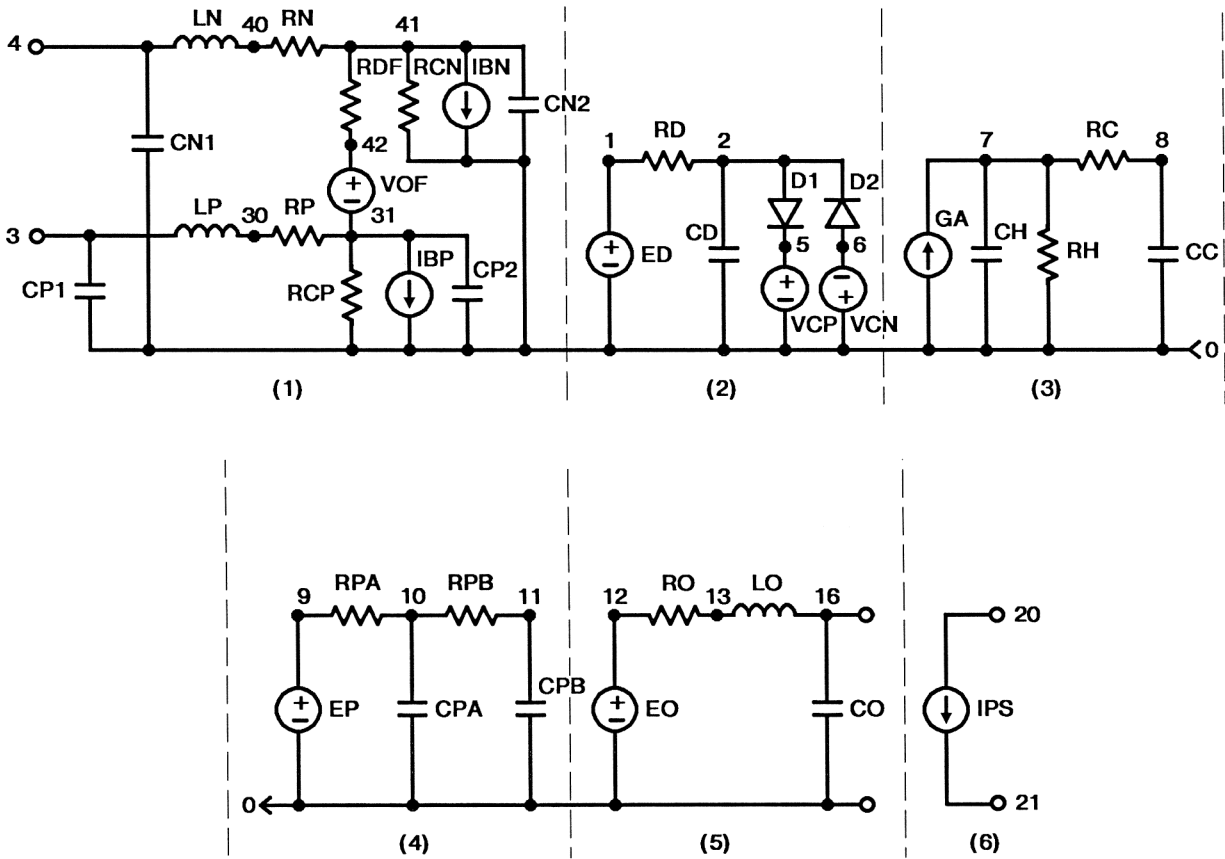 LN 40 RN 41
4
RDF RCN IBN
CN2
CN1
42
+
VOF
LP 30 RP 31
3
IBP
CP2
CP1
RCP
(1)
1 RD 2
D1 D2
5 6
CD
ED
+
−
+
−
−
+
VCP VCN
(2)
7 RC 8
GA
CH
RH
CC
0
(3)
9 RPA 10 RPB 11
CPB
+
−
EP
CPA
0
(4)
12 RO 13 LO 16
+
−
EO
CO
(5)
20
IPS
21
(6)